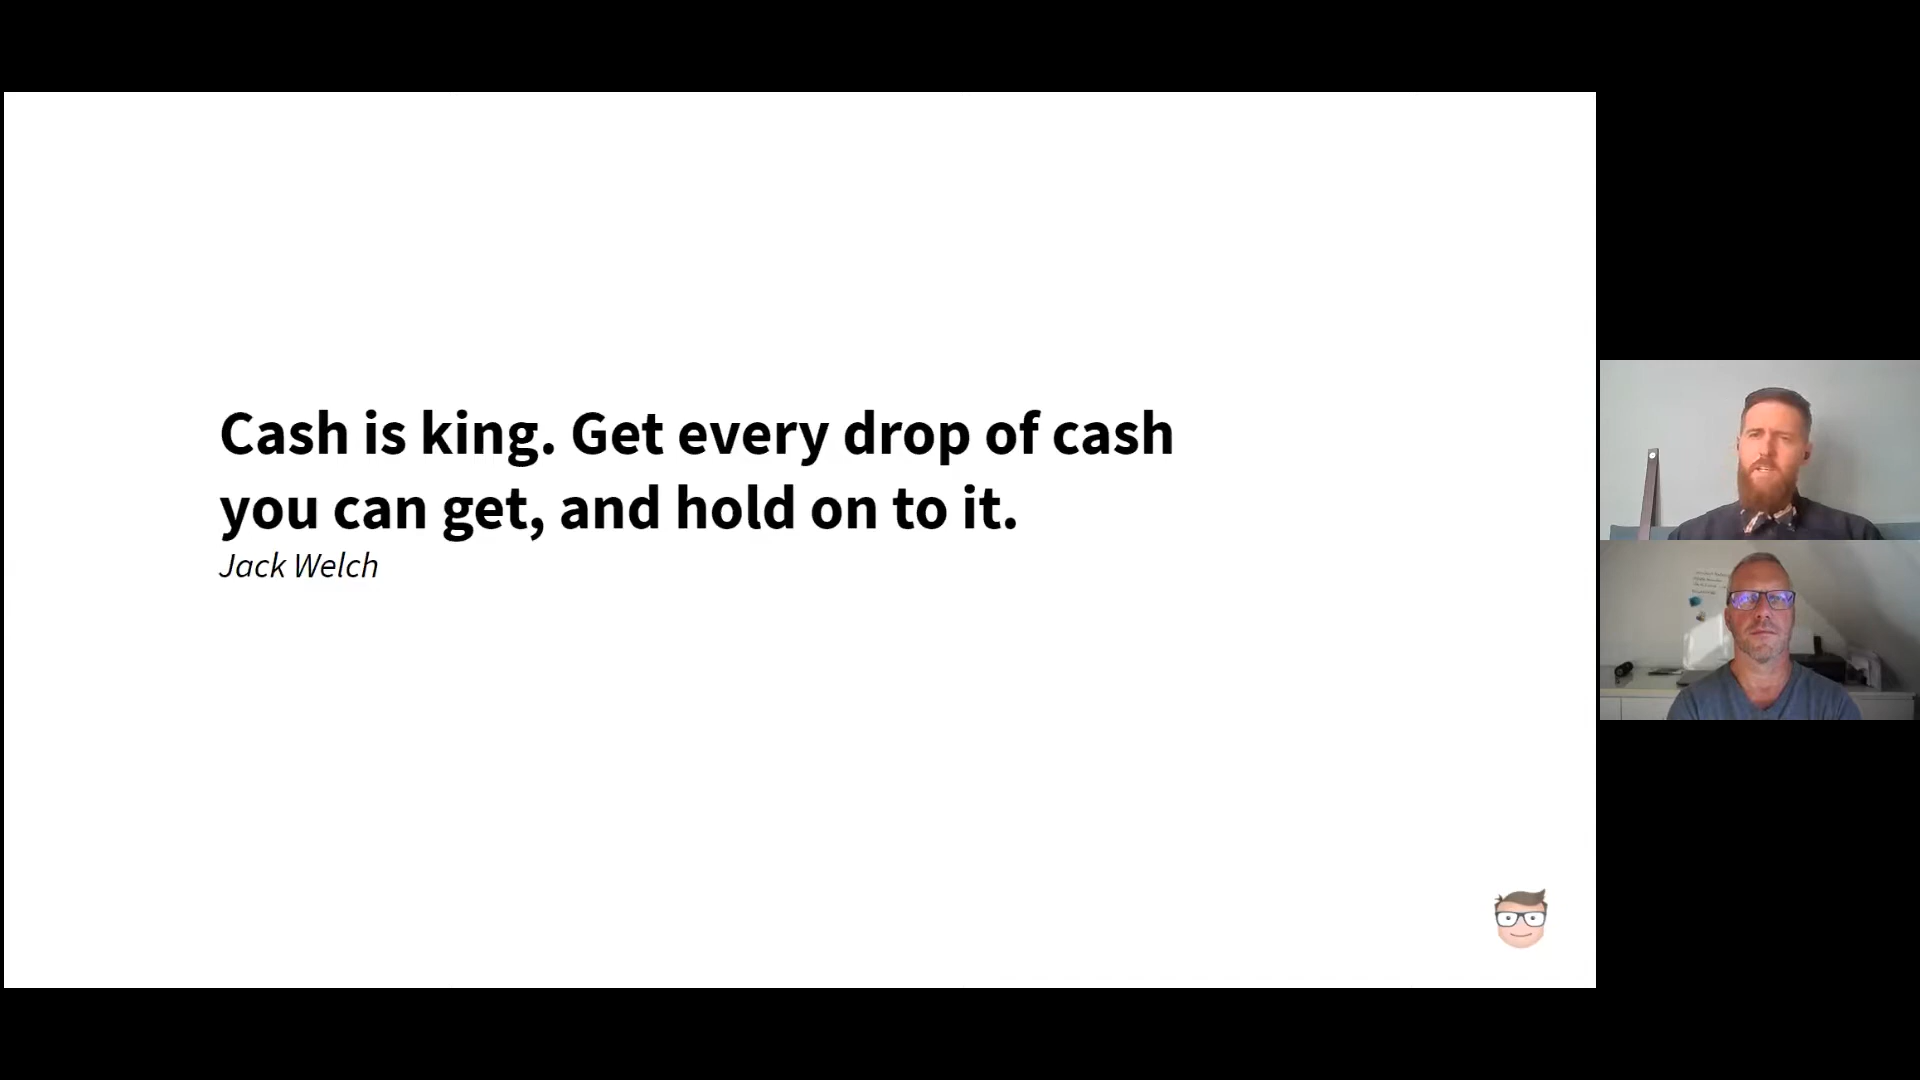 Cash is king. Get every drop of cash
you can get, and hold on to it.
Jack Welch